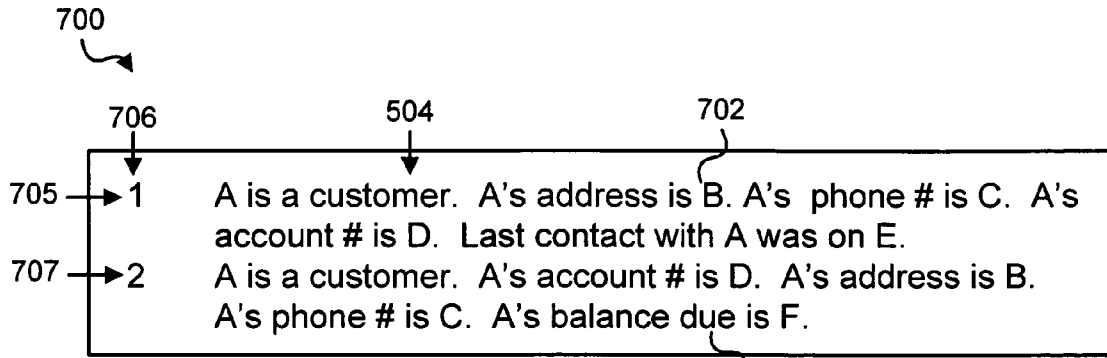 700
706 504 702
705 1 A is a customer. A's address is B. A's phone # is C. A's
account # is D. Last contact with A was on E.
707 2 A is a customer. A's account # is D. A's address is B.
A's phone # is C. A's balance due is F.